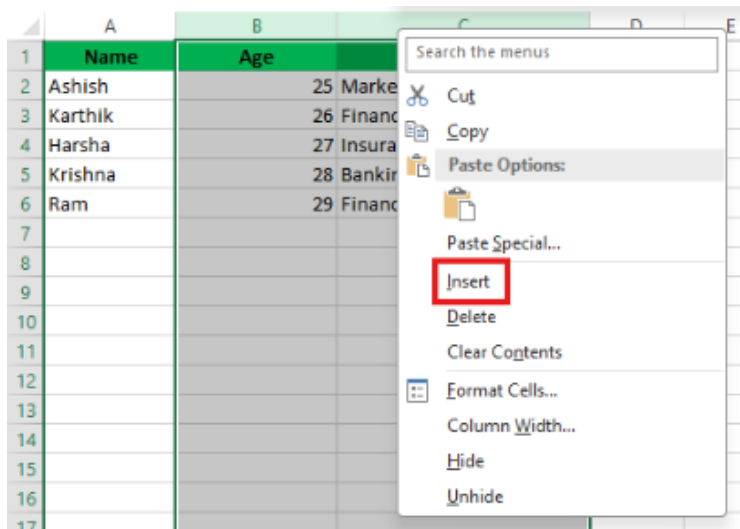 A B C D E
1 Name Age
2 Ashish 25 Marke
3 Karthik 26 Financ
4 Harsha 27 Insura
5 Krishna 28 Bankin
6 Ram 29 Financ
7
8
9
10
11
12
13
14
15
16
17
Search the menus
Cut
Copy
Paste Options:
Paste Special...
Insert
Delete
Clear Contents
Format Cells...
Column Width...
Hide
Unhide